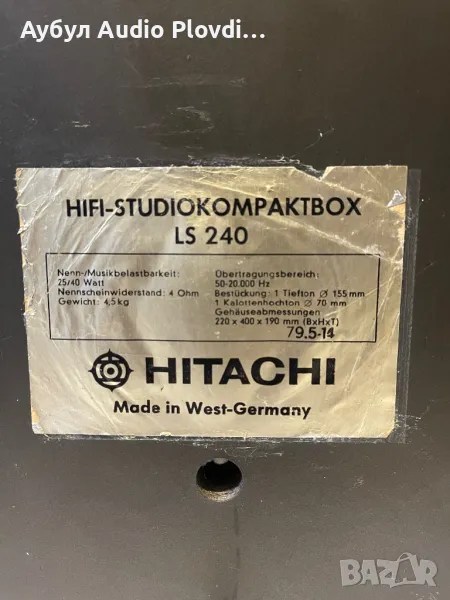 Аубул Audio Plovdi...
HIFI-STUDIOKOMPAKTBOX
LS 240
Nenn-/Musikbelastbarkeit:
25/40 Watt
Nennscheinwiderstand: 4 Ohm
Gewicht: 4,5 kg
Übertragungsbereich:
50-20.000 Hz
Bestückung: 1 Tiefton Ø 155 mm
1 Kalottenhochton Ø 70 mm
Gehäuseabmessungen
220 x 400 x 190 mm (BxHxT)
79.5-14
HITACHI
Made in West-Germany
BAZAR